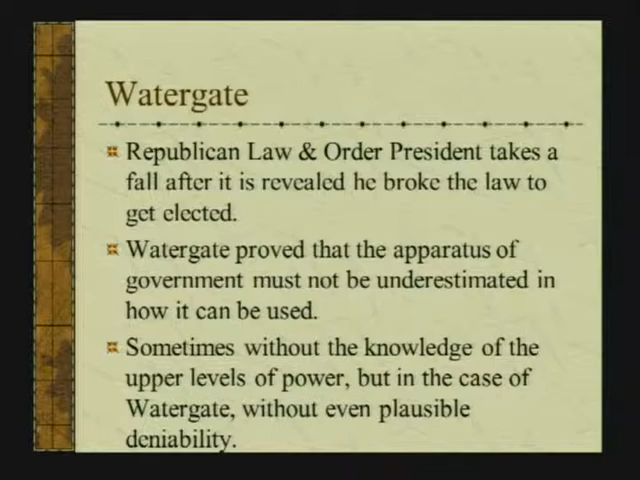 Watergate
Republican Law & Order President takes a
fall after it is revealed he broke the law to
get elected.
Watergate proved that the apparatus of
government must not be underestimated in
how it can be used.
Sometimes without the knowledge of the
upper levels of power, but in the case of
Watergate, without even plausible
deniability.